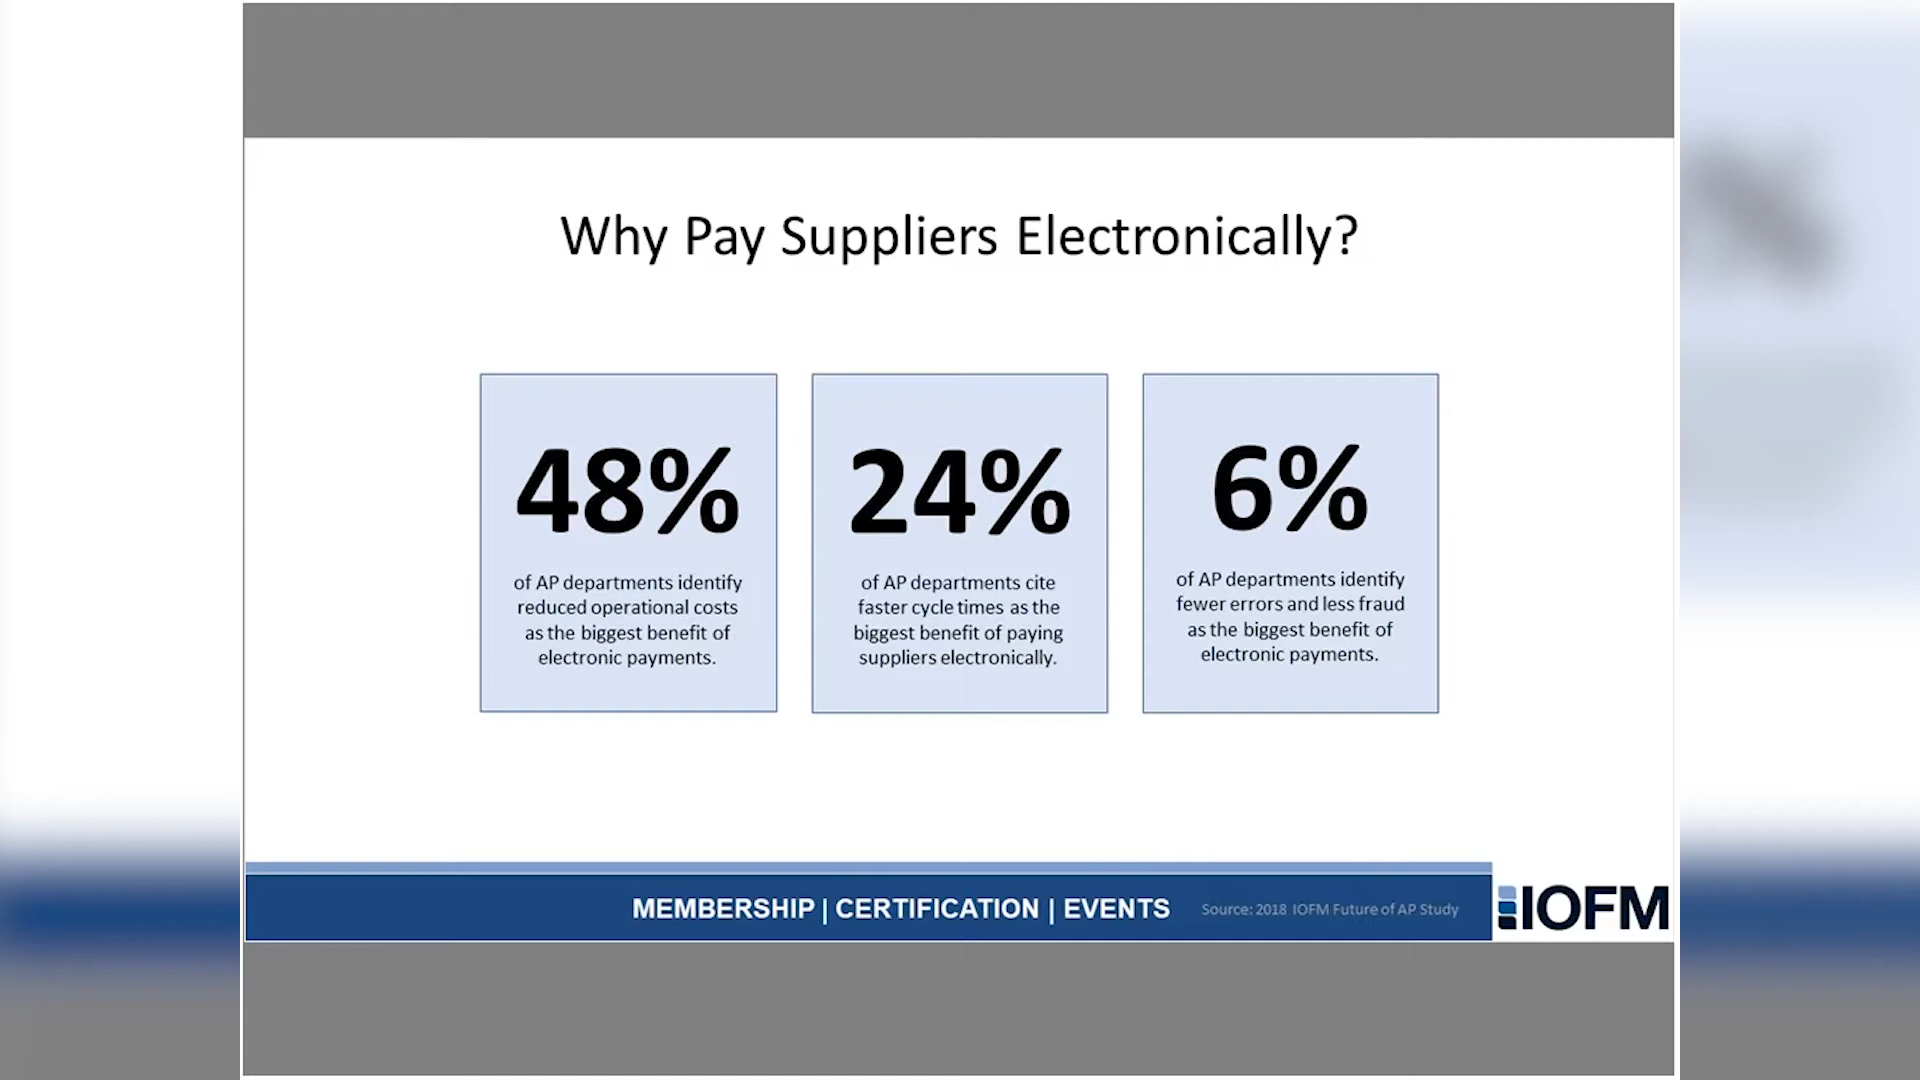 Why Pay Suppliers Electronically?
48%
of AP departments identify
reduced operational costs
as the biggest benefit of
electronic payments.
24%
of AP departments cite
faster cycle times as the
biggest benefit of paying
suppliers electronically.
6%
of AP departments identify
fewer errors and less fraud
as the biggest benefit of
electronic payments.
MEMBERSHIP | CERTIFICATION | EVENTS
Source: 2018 IOFM Future of AP Study
IOFM